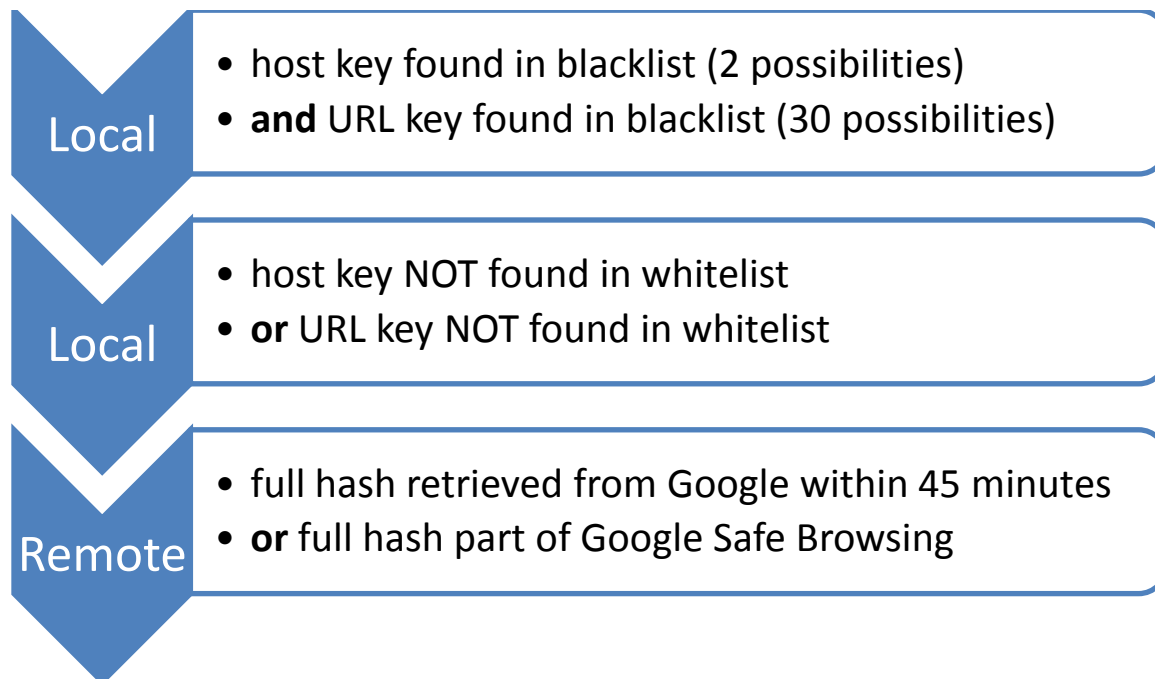 Local
• host key found in blacklist (2 possibilities)
• and URL key found in blacklist (30 possibilities)
Local
• host key NOT found in whitelist
• or URL key NOT found in whitelist
Remote
• full hash retrieved from Google within 45 minutes
• or full hash part of Google Safe Browsing